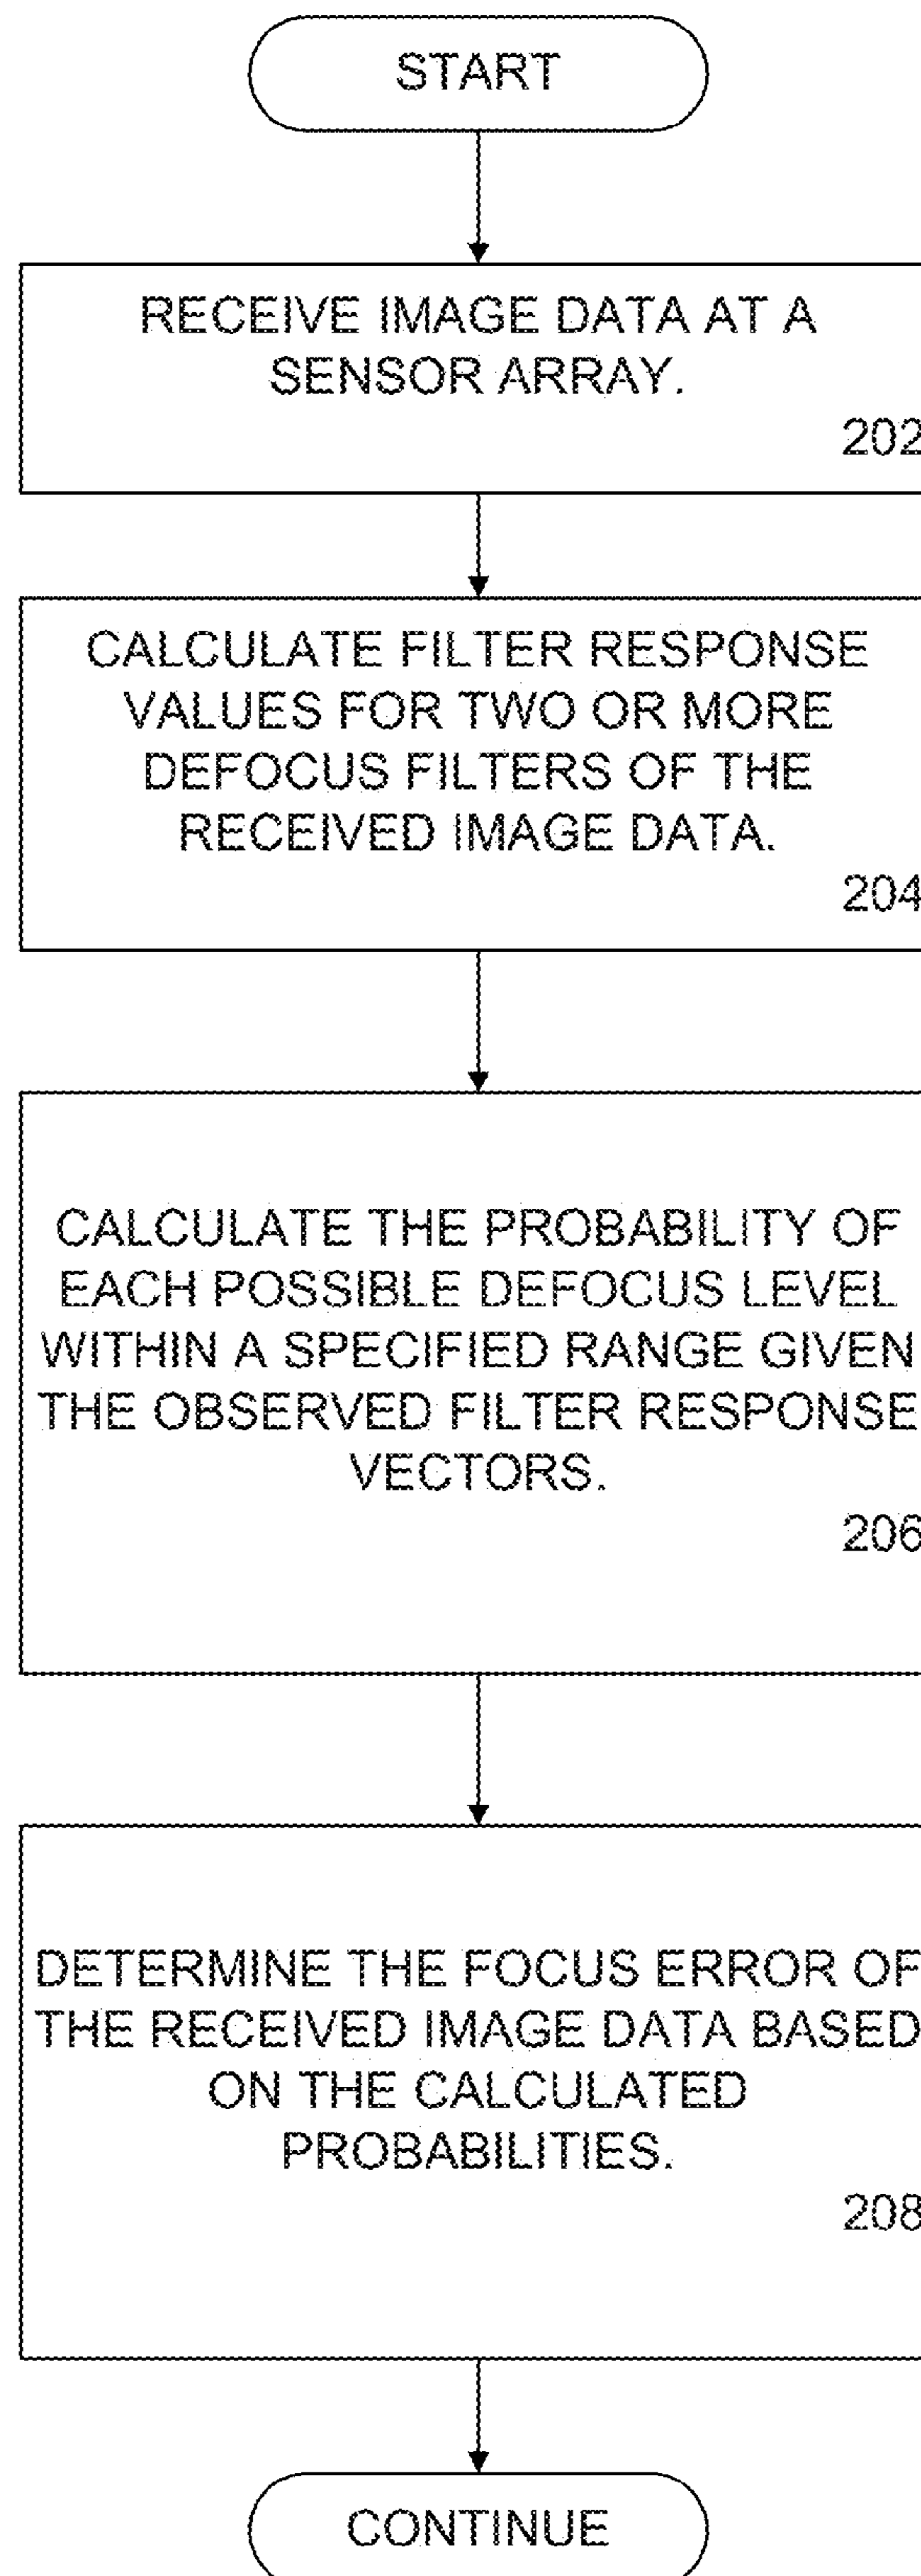 START
RECEIVE IMAGE DATA AT A
SENSOR ARRAY.
202
CALCULATE FILTER RESPONSE
VALUES FOR TWO OR MORE
DEFOCUS FILTERS OF THE
RECEIVED IMAGE DATA.
204
CALCULATE THE PROBABILITY OF
EACH POSSIBLE DEFOCUS LEVEL
WITHIN A SPECIFIED RANGE GIVEN
THE OBSERVED FILTER RESPONSE
VECTORS.
206
DETERMINE THE FOCUS ERROR OF
THE RECEIVED IMAGE DATA BASED
ON THE CALCULATED
PROBABILITIES.
208
CONTINUE